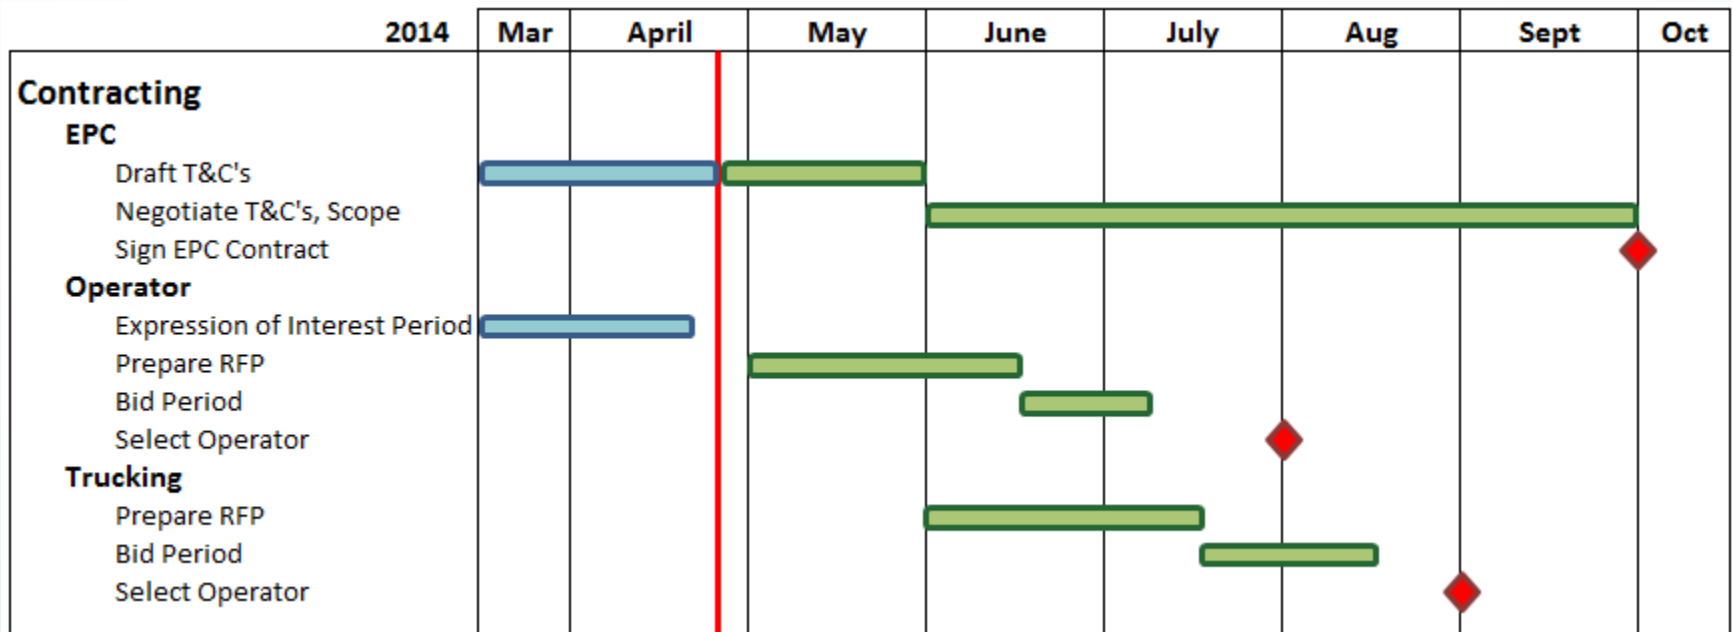 2014 Mar April May June July Aug Sept Oct
Contracting
EPC
Draft T&C's
Negotiate T&C's, Scope
Sign EPC Contract
Operator
Expression of Interest Period
Prepare RFP
Bid Period
Select Operator
Trucking
Prepare RFP
Bid Period
Select Operator